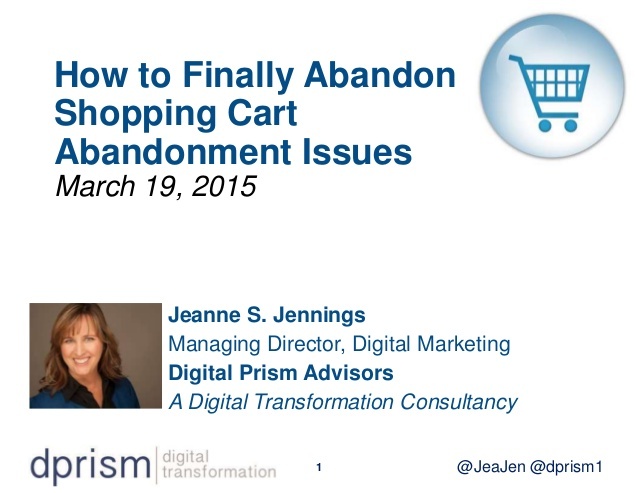 How to Finally Abandon
Shopping Cart
Abandonment Issues
March 19, 2015
Jeanne S. Jennings
Managing Director, Digital Marketing
Digital Prism Advisors
A Digital Transformation Consultancy
dprism
digital
transformation
1
@JeaJen @dprism1